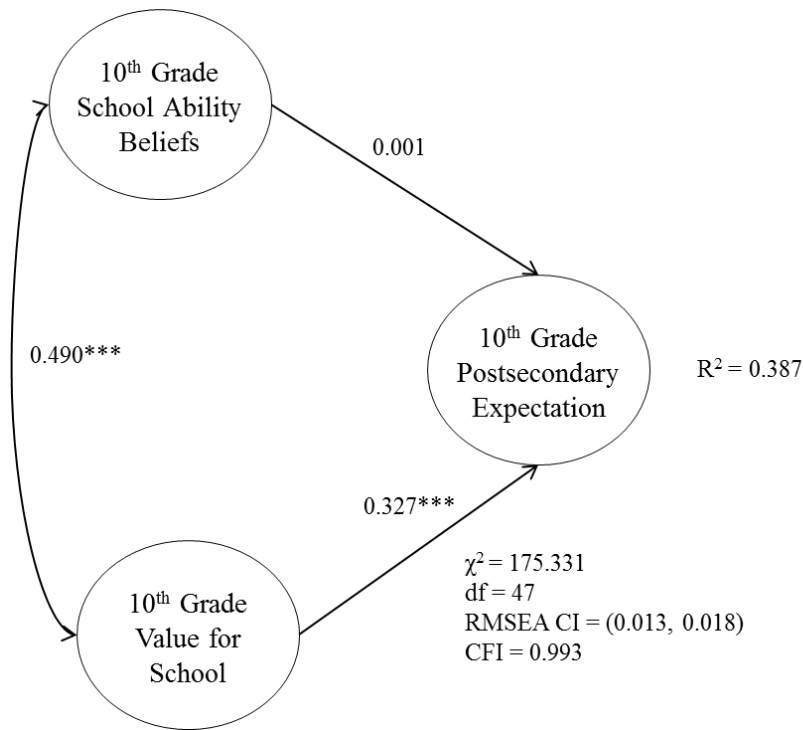 10th Grade
School Ability
Beliefs
0.001
0.490***
10th Grade
Postsecondary
Expectation
R2 = 0.387
0.327***
10th Grade
Value for
School
χ2 = 175.331
df = 47
RMSEA CI = (0.013, 0.018)
CFI = 0.993